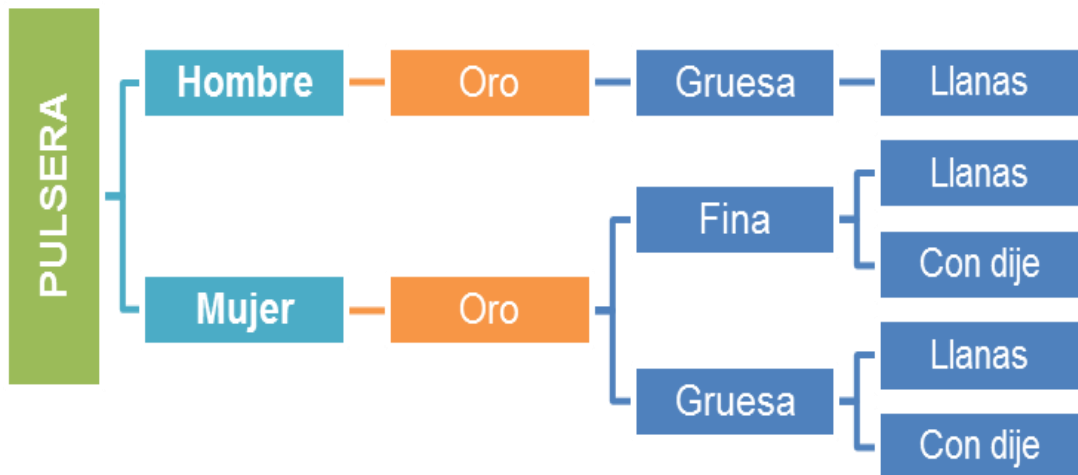 PULSERA
Hombre
Oro
Gruesa
Llanas
Mujer
Oro
Fina
Llanas
Con dije
Gruesa
Llanas
Con dije